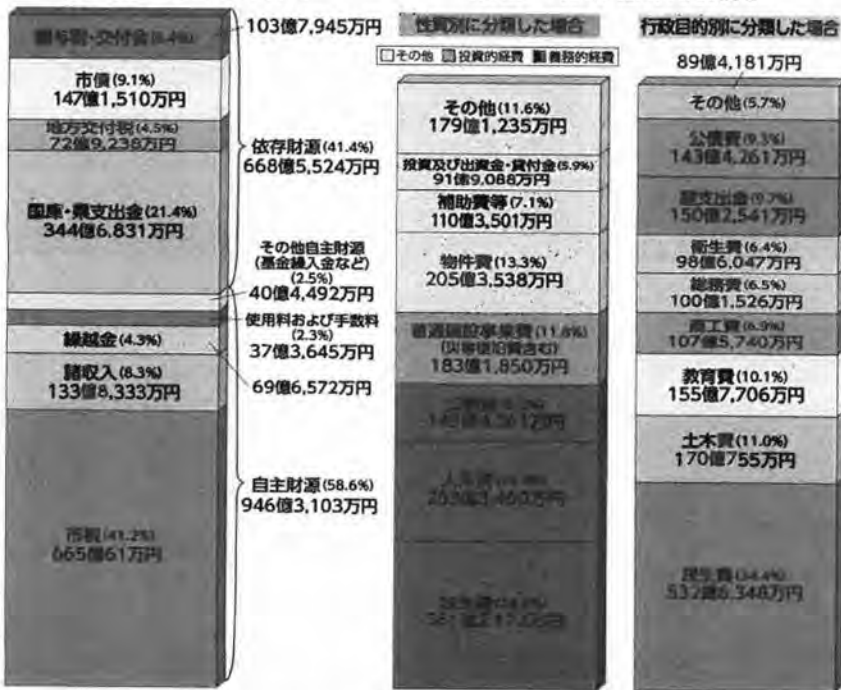 (6.4%)
103億7,945万円
市債(9.1%)
147億1,510万円
地方交付税(4.5%)
72億9,238万円
国庫・県支出金(21.4%)
344億6,831万円
依存財源(41.4%)
668億5,524万円
その他自主財源
(基金繰入金など)
(2.5%)
40億4,492万円
使用料および手数料
(2.3%)
37億3,645万円
繰越金(4.3%)
69億6,572万円
諸収入(8.3%)
133億8,333万円
自主財源(58.6%)
946億3,103万円
市税(41.2%)
665億61万円
性質別に分類した場合
その他 投資的経費 義務的経費
その他(11.6%)
179億1,235万円
投資及び出資金・貸付金(5.9%)
91億9,088万円
補助費等(7.1%)
110億3,501万円
物件費(13.3%)
205億3,538万円
普通建設事業費(11.8%)
(災害復旧費含む)
183億1,850万円
人件費
行政目的別に分類した場合
89億4,181万円
その他(5.7%)
公債費(9.3%)
143億4,261万円
諸支出金(9.7%)
150億2,541万円
衛生費(6.4%)
98億6,047万円
総務費(6.5%)
100億1,526万円
商工費(6.9%)
107億5,740万円
教育費(10.1%)
155億7,706万円
土木費(11.0%)
170億755万円
民生費(34.4%)
532億6,348万円